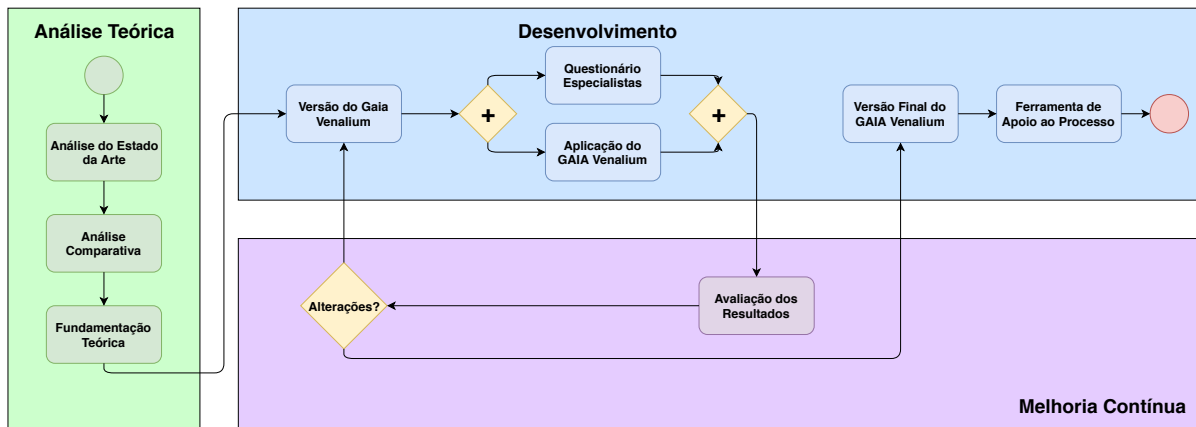 Análise Teórica
Análise do Estado
da Arte
Análise
Comparativa
Fundamentação
Teórica
Desenvolvimento
Versão do Gaia
Venalium
+
Questionário
Especialistas
Aplicação do
GAIA Venalium
+
Versão Final do
GAIA Venalium
Ferramenta de
Apoio ao Processo
Alterações?
Avaliação dos
Resultados
Melhoria Contínua